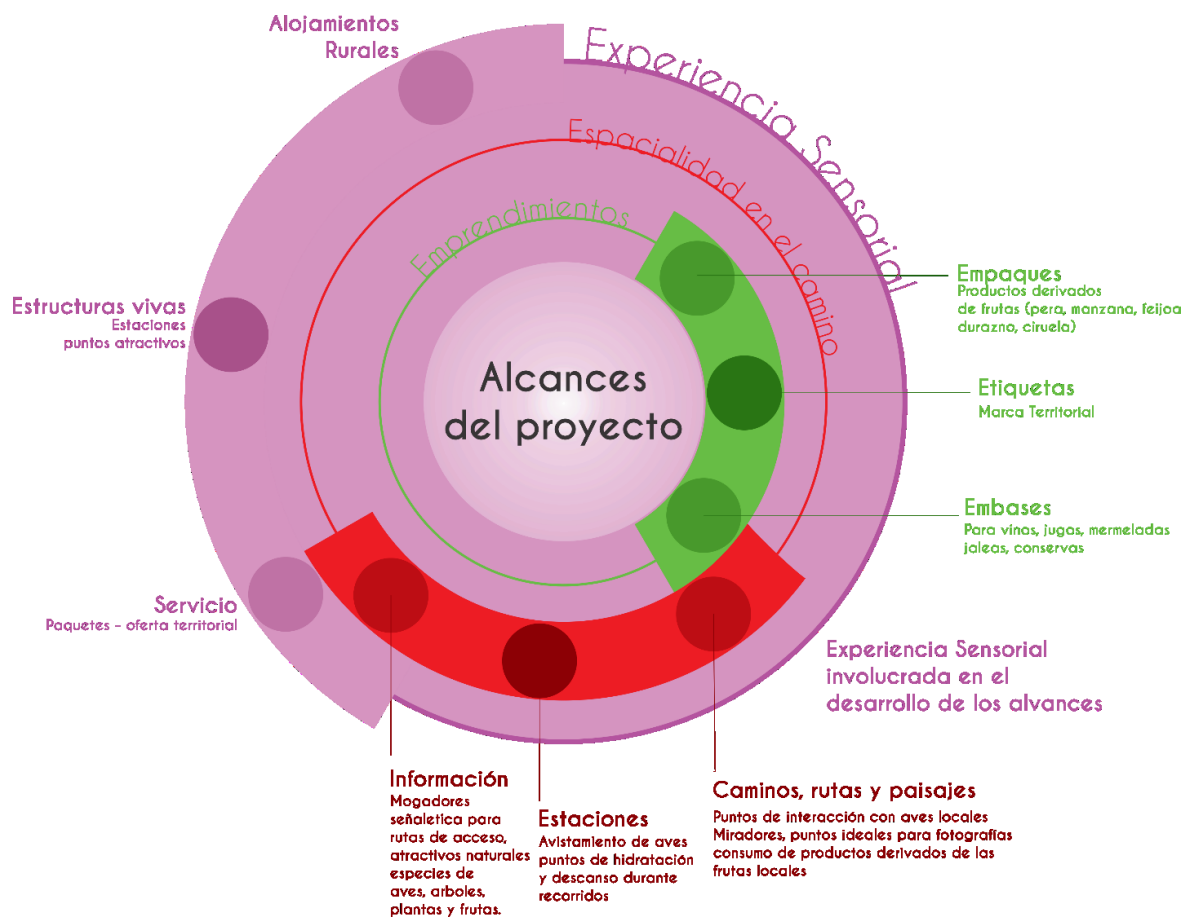 Alojamientos
Rurales
Experiencia Sensorial
Espacialidad en el camino
Emprendimientos
Estructuras vivas
Estaciones
puntos atractivos
Alcances
del proyecto
Empaques
Productos derivados
de frutas (pera, manzana, feijoa
durazno, ciruela)
Etiquetas
Marca Territorial
Embases
Para vinos, jugos, mermeladas
jaleas, conservas
Servicio
Paquetes - oferta territorial
Experiencia Sensorial
involucrada en el
desarrollo de los alvances
Información
Mogadores
señaletica para
rutas de acceso,
atractivos naturales
especies de
aves, arboles,
plantas y frutas.
Estaciones
Avistamiento de aves
puntos de hidratación
y descanso durante
recorridos
Caminos, rutas y paisajes
Puntos de interacción con aves locales
Miradores, puntos ideales para fotografías
consumo de productos derivados de las
frutas locales